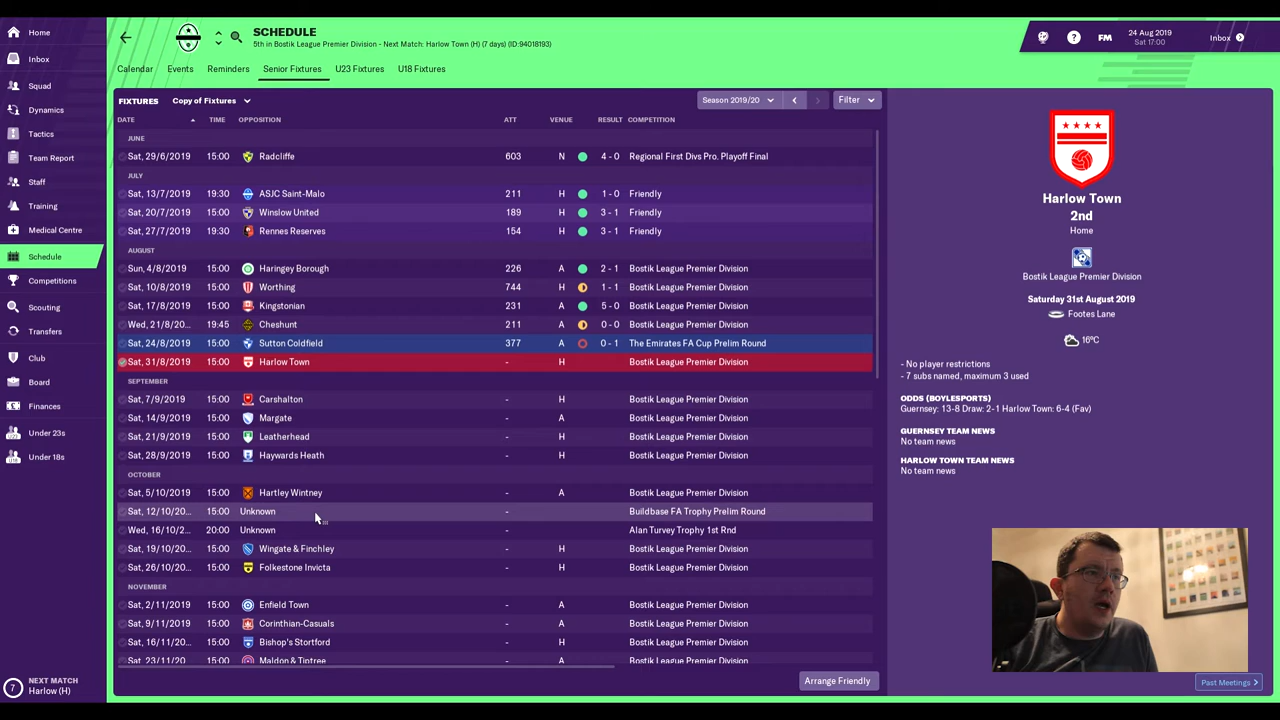 Home
Inbox
Squad
Dynamics
Tactics
Team Report
Staff
Training
Medical Centre
Schedule
Competitions
Scouting
Transfers
Club
Board
Finances
Under 23s
Under 18s
7 NEXT MATCH
Harlow (H)
SCHEDULE
5th in Bostik League Premier Division - Next Match: Harlow Town (H) (7 days) (ID:94018193)
? FM 24 Aug 2019
Sat 17:00
Inbox
Calendar Events Reminders Senior Fixtures U23 Fixtures U18 Fixtures
FIXTURES Copy of Fixtures Season 2019/20 Filter
DATE TIME OPPOSITION ATT VENUE RESULT COMPETITION
JUNE
Sat, 29/6/2019 15:00 Radcliffe 603 N 4 - 0 Regional First Divs Pro. Playoff Final
JULY
Sat, 13/7/2019 19:30 ASJC Saint-Malo 211 H 1 - 0 Friendly
Sat, 20/7/2019 15:00 Winslow United 189 H 3 - 1 Friendly
Sat, 27/7/2019 19:30 Rennes Reserves 154 H 3 - 1 Friendly
AUGUST
Sun, 4/8/2019 15:00 Haringey Borough 226 A 2 - 1 Bostik League Premier Division
Sat, 10/8/2019 15:00 Worthing 744 H 1 - 1 Bostik League Premier Division
Sat, 17/8/2019 15:00 Kingstonian 231 A 5 - 0 Bostik League Premier Division
Wed, 21/8/20... 19:45 Cheshunt 211 A 0 - 0 Bostik League Premier Division
Sat, 24/8/2019 15:00 Sutton Coldfield 377 A 0 - 1 The Emirates FA Cup Prelim Round
Sat, 31/8/2019 15:00 Harlow Town - H Bostik League Premier Division
SEPTEMBER
Sat, 7/9/2019 15:00 Carshalton - H Bostik League Premier Division
Sat, 14/9/2019 15:00 Margate - A Bostik League Premier Division
Sat, 21/9/2019 15:00 Leatherhead - H Bostik League Premier Division
Sat, 28/9/2019 15:00 Haywards Heath - H Bostik League Premier Division
OCTOBER
Sat, 5/10/2019 15:00 Hartley Wintney - A Bostik League Premier Division
Sat, 12/10/20... 15:00 Unknown - Buildbase FA Trophy Prelim Round
Wed, 16/10/2... 20:00 Unknown - Alan Turvey Trophy 1st Rnd
Sat, 19/10/20... 15:00 Wingate & Finchley - H Bostik League Premier Division
Sat, 26/10/20... 15:00 Folkestone Invicta - H Bostik League Premier Division
NOVEMBER
Sat, 2/11/2019 15:00 Enfield Town - A Bostik League Premier Division
Sat, 9/11/2019 15:00 Corinthian-Casuals - A Bostik League Premier Division
Sat, 16/11/20... 15:00 Bishop's Stortford - H Bostik League Premier Division
Sat, 23/11/20... 15:00 Maldon & Tiptree - A Bostik League Premier Division
Arrange Friendly
Harlow Town
2nd
Home
Bostik League Premier Division
Saturday 31st August 2019
Footes Lane
16ºC
- No player restrictions
- 7 subs named, maximum 3 used
ODDS (BOYLESPORTS)
Guernsey: 13-8 Draw: 2-1 Harlow Town: 6-4 (Fav)
GUERNSEY TEAM NEWS
No team news
HARLOW TOWN TEAM NEWS
No team news
Past Meetings